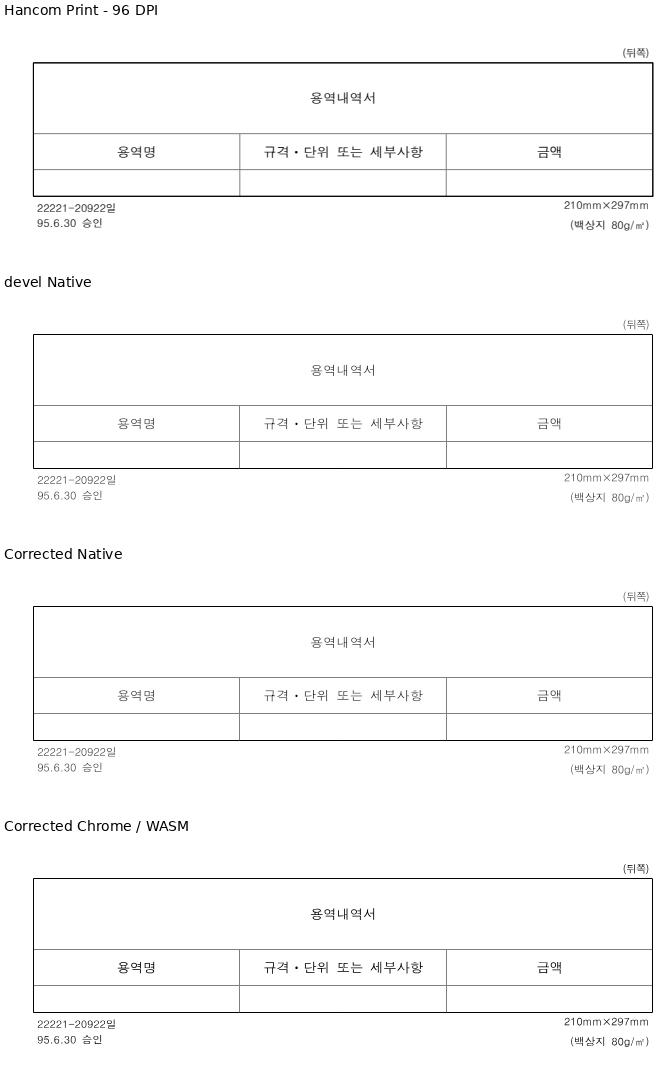 Hancom Print - 96 DPI
(뒤쪽)
용역내역서
용역명 규격・단위 또는 세부사항 금액
22221-20922일 210mm×297mm
95.6.30 승인 (백상지 80g/㎡)
devel Native
(뒤쪽)
용역내역서
용역명 규격・단위 또는 세부사항 금액
22221-20922일 210mm×297mm
95.6.30 승인 (백상지 80g/㎡)
Corrected Native
(뒤쪽)
용역내역서
용역명 규격・단위 또는 세부사항 금액
22221-20922일 210mm×297mm
95.6.30 승인 (백상지 80g/㎡)
Corrected Chrome / WASM
(뒤쪽)
용역내역서
용역명 규격・단위 또는 세부사항 금액
22221-20922일 210mm×297mm
95.6.30 승인 (백상지 80g/㎡)